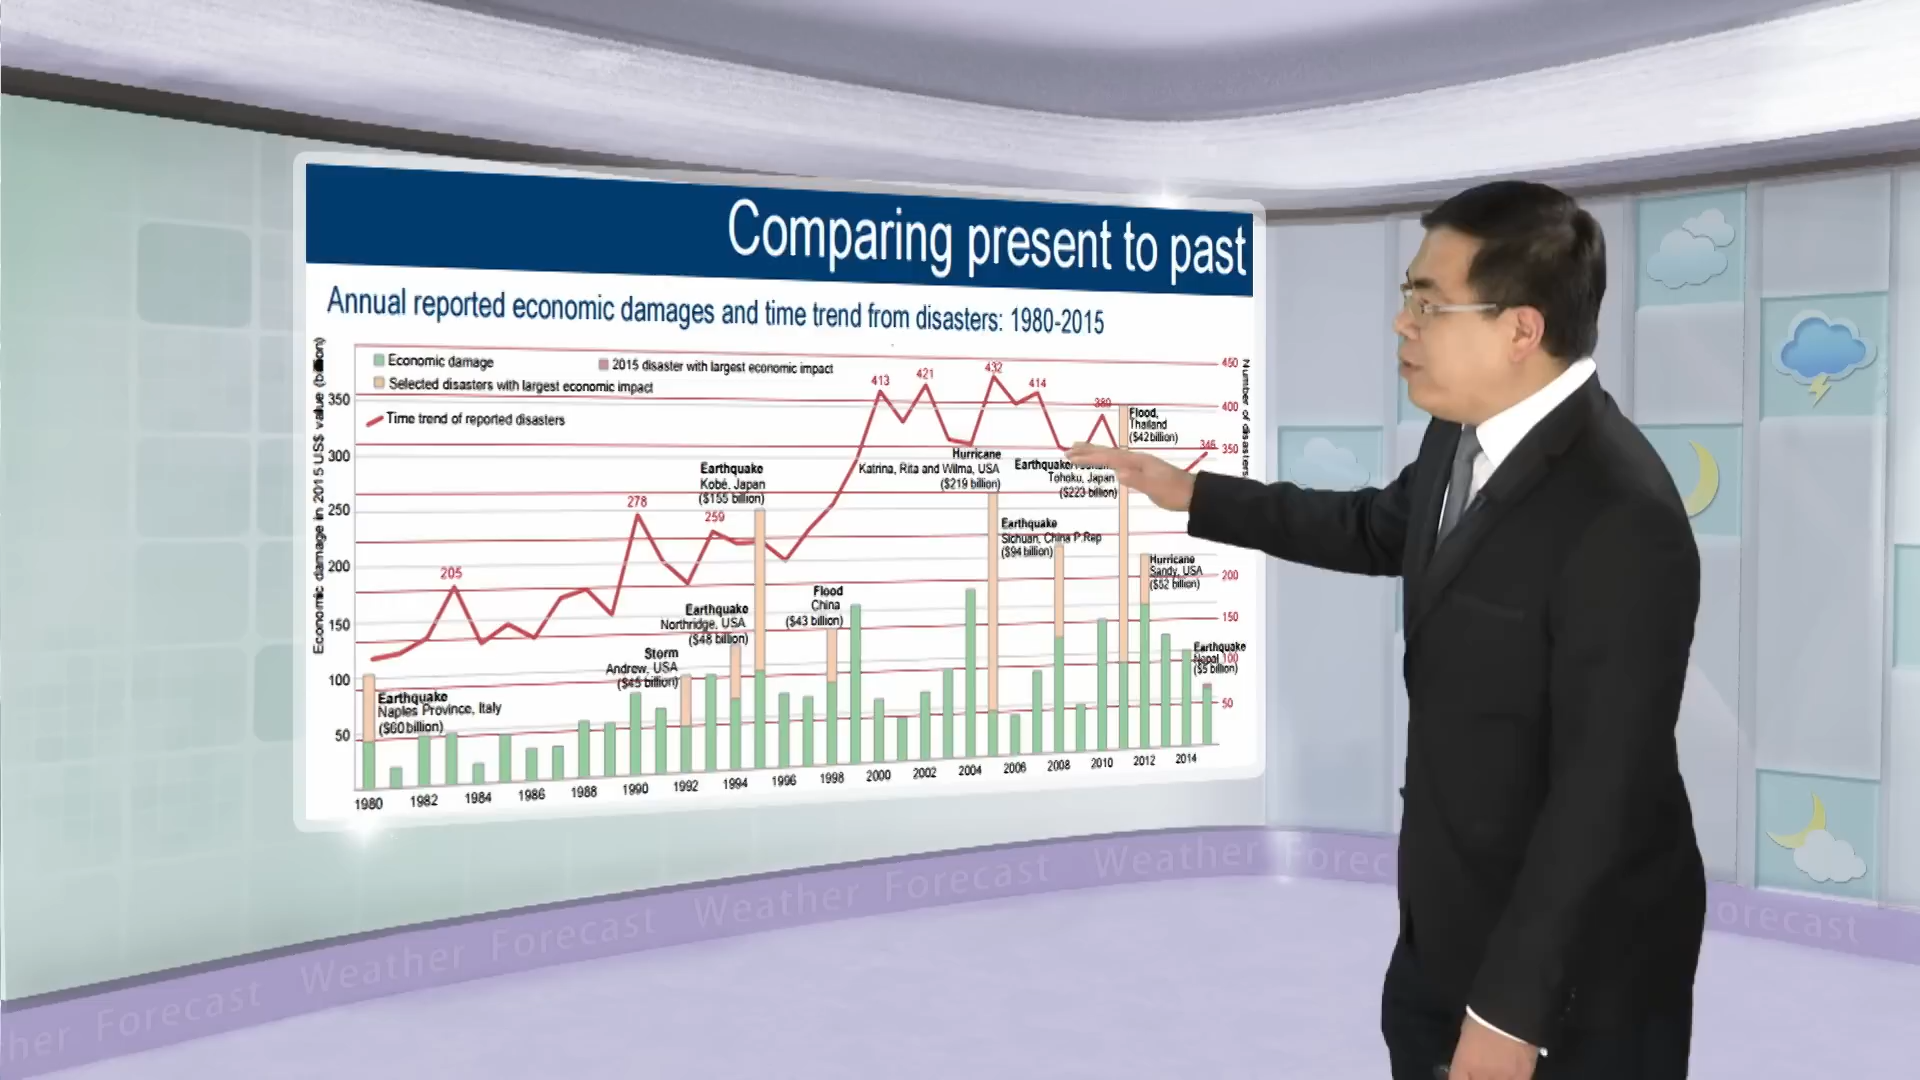 Comparing present to past
Annual reported economic damages and time trend from disasters: 1980-2015
Economic damage in 2015 US$ value
Economic damage
2015 disaster with largest economic impact
Selected disasters with largest economic impact
Time trend of reported disasters
350
300
250
200
150
100
50
450
400
350
200
150
100
50
Number of disasters
205
278
259
413
421
432
414
389
346
Earthquake
Naples Province, Italy
($60 billion)
Storm
Andrew, USA
($45 billion)
Earthquake
Northridge, USA
($48 billion)
Earthquake
Kobé, Japan
($155 billion)
Flood
China
($43 billion)
Hurricane
Katrina, Rita and Wilma, USA
($219 billion)
Earthquake
Sichuan, China P Rep
($94 billion)
Earthquake
Tohoku, Japan
($223 billion)
Flood,
Thailand
($42 billion)
Hurricane
Sandy, USA
($52 billion)
Earthquake
Nepal
($5 billion)
1980 1982 1984 1986 1988 1990 1992 1994 1996 1998 2000 2002 2004 2006 2008 2010 2012 2014
Weather Forecast Weather Forecast Weather Forecast
Forecast